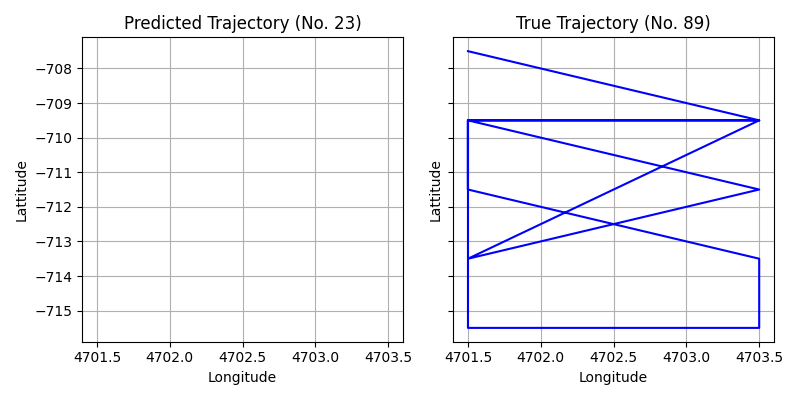 Predicted Trajectory (No. 23)
True Trajectory (No. 89)
Lattitude
−708
−709
−710
−711
−712
−713
−714
−715
4701.5 4702.0 4702.5 4703.0 4703.5
Longitude
Lattitude
4701.5 4702.0 4702.5 4703.0 4703.5
Longitude